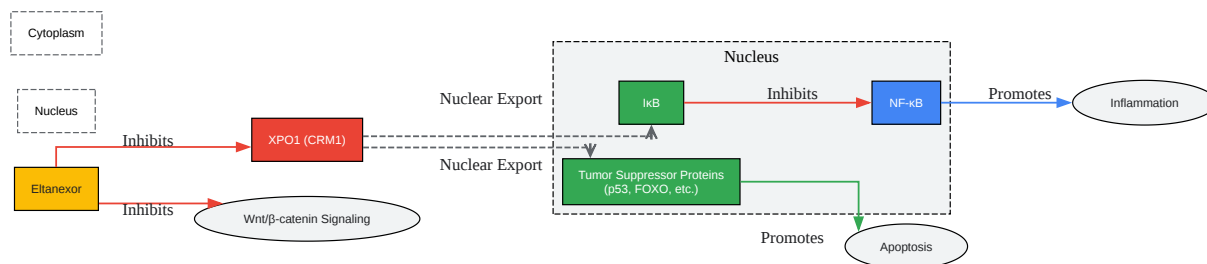 Cytoplasm
Nucleus
Nucleus
Nuclear Export
IκB
Inhibits
NF-κB
Promotes
Inflammation
Inhibits
XPO1 (CRM1)
Nuclear Export
Eltanexor
Tumor Suppressor Proteins
(p53, FOXO, etc.)
Inhibits
Wnt/β-catenin Signaling
Promotes
Apoptosis